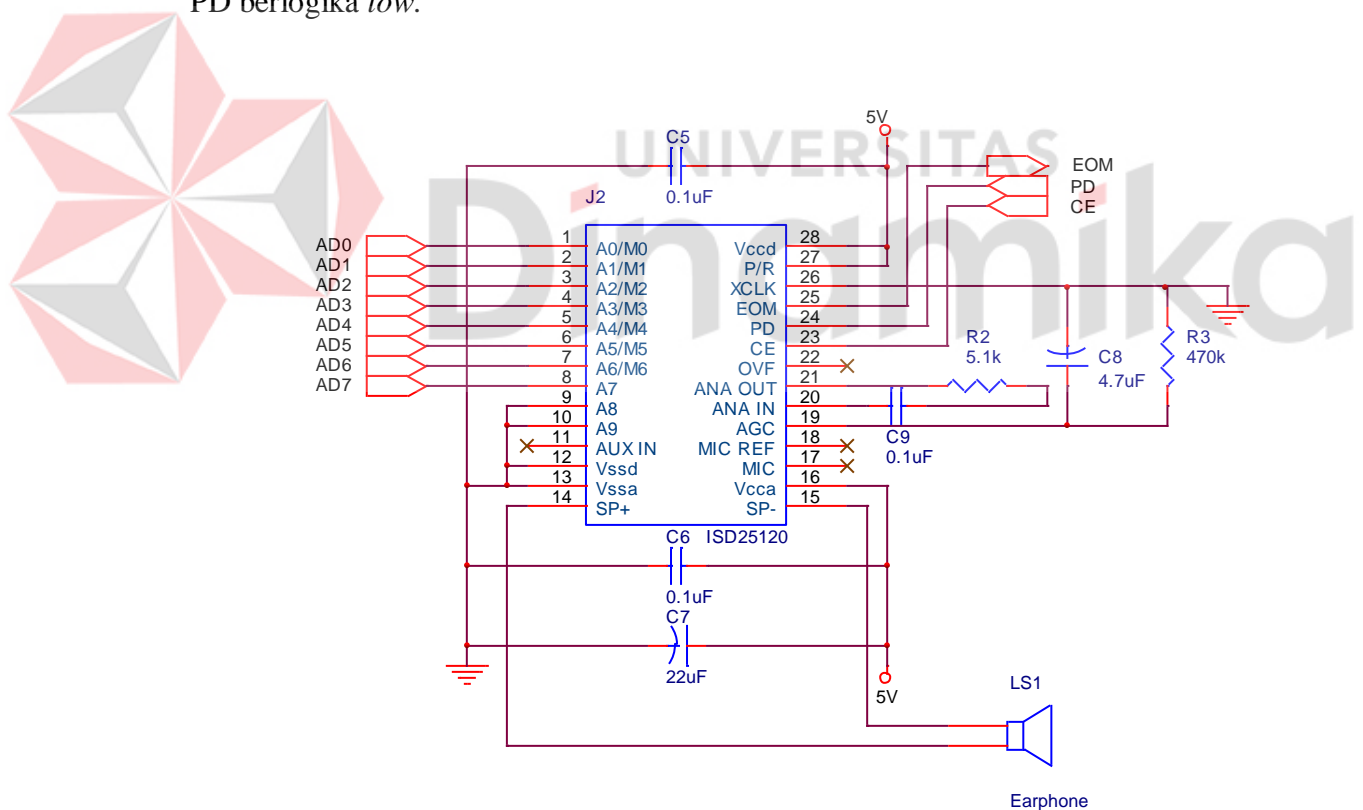 PD berlogika low.
UNIVERSITAS
Dinamika
5V
C5
0.1uF
EOM
PD
CE
J2
AD0
AD1
AD2
AD3
AD4
AD5
AD6
AD7
1
2
3
4
5
6
7
8
9
10
11
12
13
14
A0/M0
A1/M1
A2/M2
A3/M3
A4/M4
A5/M5
A6/M6
A7
A8
A9
AUX IN
Vssd
Vssa
SP+
Vccd
P/R
XCLK
EOM
PD
CE
OVF
ANA OUT
ANA IN
AGC
MIC REF
MIC
Vcca
SP-
28
27
26
25
24
23
22
21
20
19
18
17
16
15
R2
5.1k
C8
4.7uF
R3
470k
C9
0.1uF
ISD25120
C6
0.1uF
C7
22uF
5V
LS1
Earphone